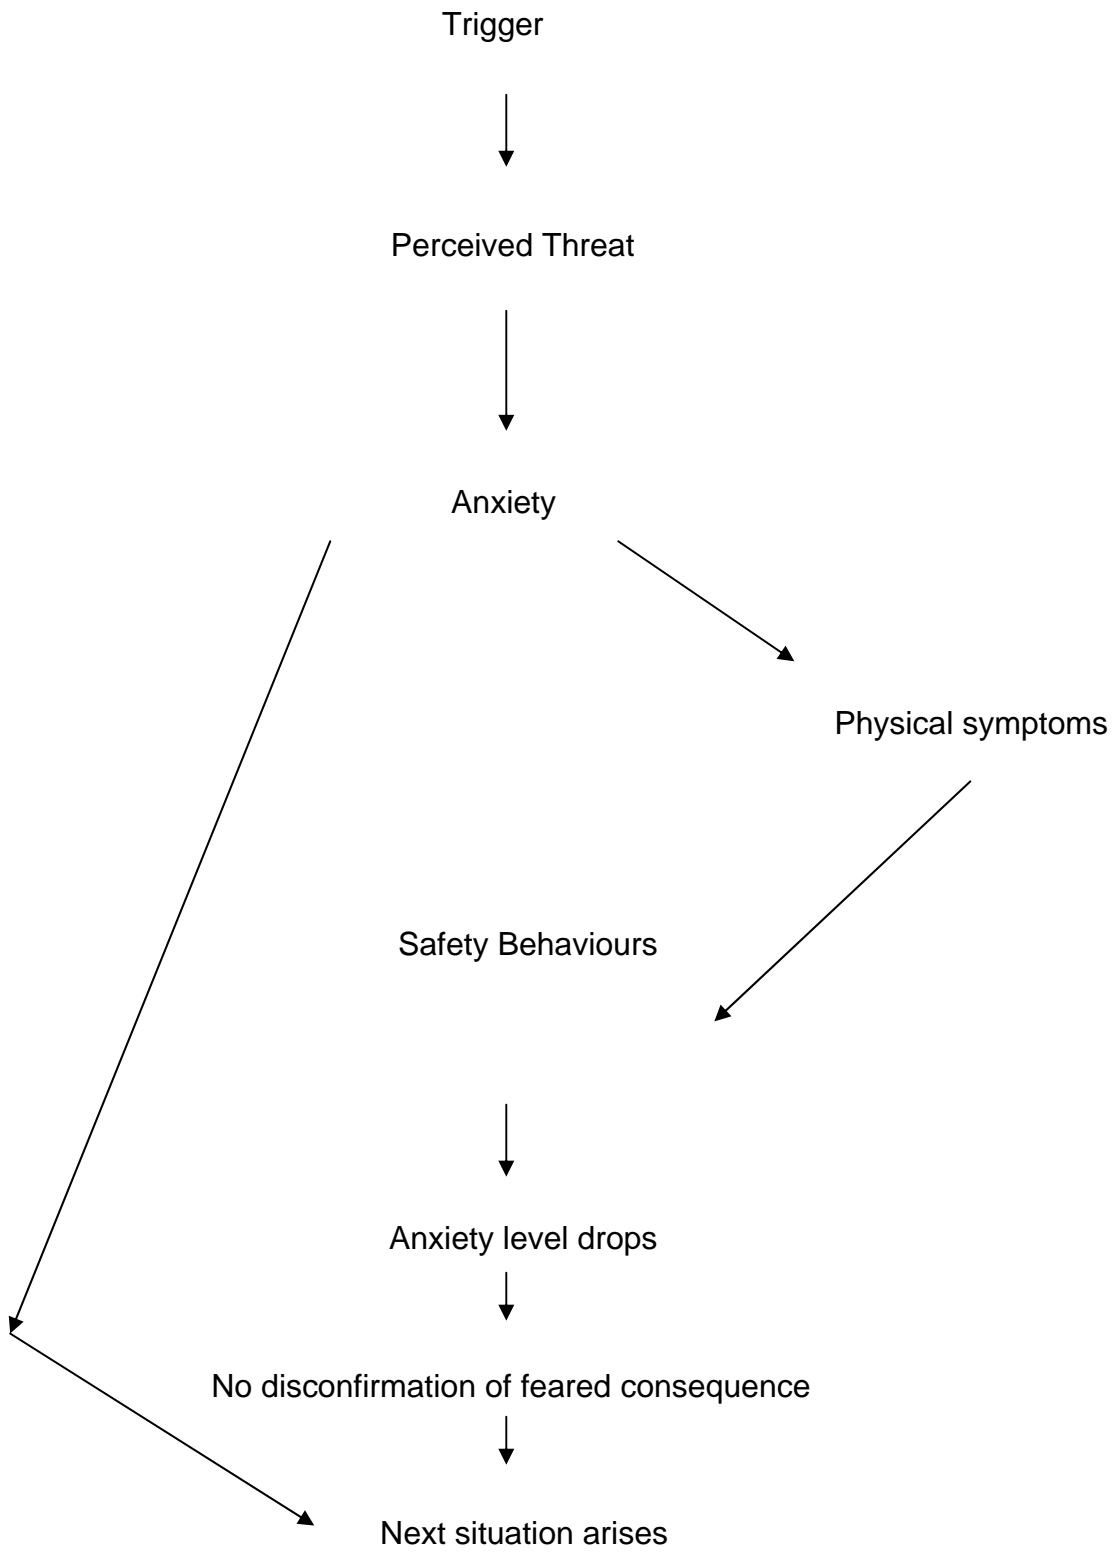 Trigger
Perceived Threat
Anxiety
Physical symptoms
Safety Behaviours
Anxiety level drops
No disconfirmation of feared consequence
Next situation arises